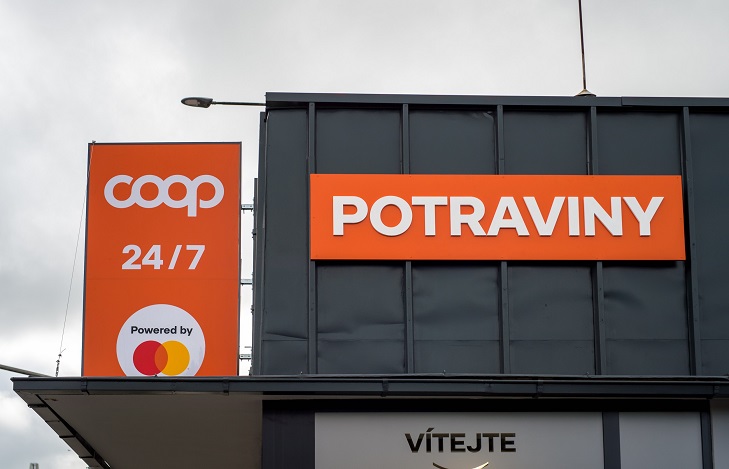 coop
24/7
Powered by
POTRAVINY
VÍTEJTE